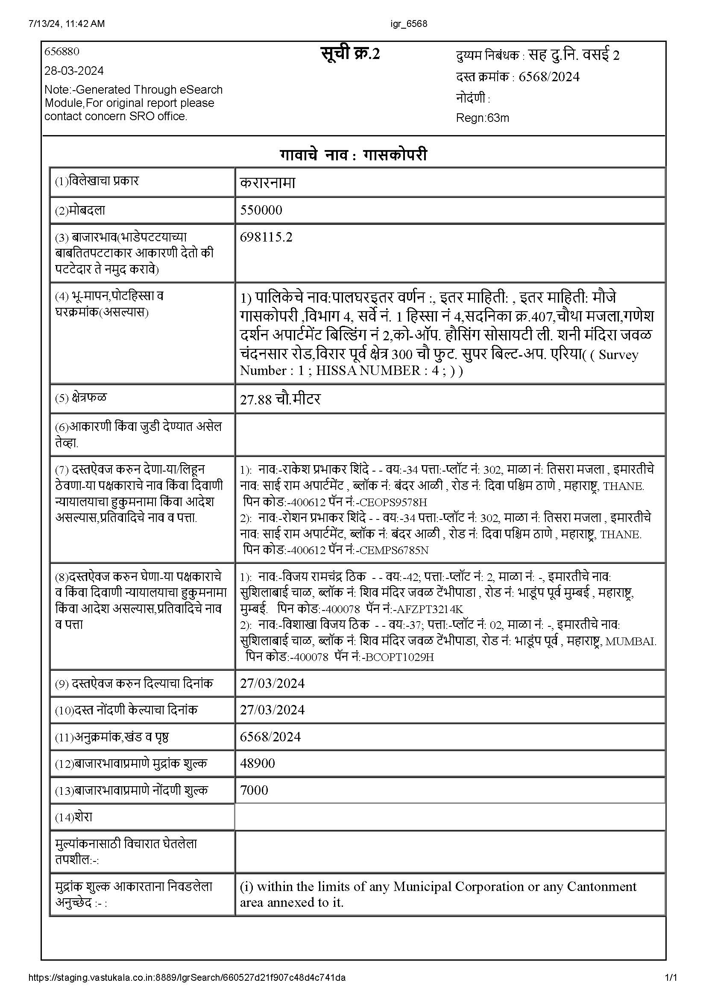 7/13/24, 11:42 AM
igr_6568
656880
28-03-2024
Note:-Generated Through eSearch
Module,For original report please
contact concern SRO office.
सूची क्र.2
दुय्यम निबंधक : सह दु.नि. वसई 2
दस्त क्रमांक : 6568/2024
नोदंणी :
Regn:63m
गावाचे नाव : गासकोपरी
(1)विलेखाचा प्रकार
करारनामा
(2)मोबदला
550000
(3) बाजारभाव(भाडेपटटयाच्या
बाबतितपटटाकार आकारणी देतो की
पटटेदार ते नमुद करावे)
698115.2
(4) भू-मापन,पोटहिस्सा व
घरक्रमांक(असल्यास)
1) पालिकेचे नाव:पालघरइतर वर्णन :, इतर माहिती: , इतर माहिती: मौजे
गासकोपरी ,विभाग 4, सर्वे नं. 1 हिस्सा नं 4,सदनिका क्र.407,चौथा मजला,गणेश
दर्शन अपार्टमेंट बिल्डिंग नं 2,को-ऑप. हौसिंग सोसायटी ली. शनी मंदिरा जवळ
चंदनसार रोड,विरार पूर्व क्षेत्र 300 चौ फुट. सुपर बिल्ट-अप. एरिया( ( Survey
Number : 1 ; HISSA NUMBER : 4 ; ) )
(5) क्षेत्रफळ
27.88 चौ.मीटर
(6)आकारणी किंवा जुडी देण्यात असेल
तेव्हा.
(7) दस्तऐवज करुन देणा-या/लिहून
ठेवणा-या पक्षकाराचे नाव किंवा दिवाणी
न्यायालयाचा हुकुमनामा किंवा आदेश
असल्यास,प्रतिवादिचे नाव व पत्ता.
1): नाव:-राकेश प्रभाकर शिंदे - - वय:-34 पत्ता:-प्लॉट नं: 302, माळा नं: तिसरा मजला , इमारतीचे
नाव: साई राम अपार्टमेंट , ब्लॉक नं: बंदर आळी , रोड नं: दिवा पश्चिम ठाणे , महाराष्ट्र, THANE.
पिन कोड:-400612 पॅन नं:-CEOPS9578H
2): नाव:-रोशन प्रभाकर शिंदे - - वय:-34 पत्ता:-प्लॉट नं: 302, माळा नं: तिसरा मजला , इमारतीचे
नाव: साई राम अपार्टमेंट, ब्लॉक नं: बंदर आळी , रोड नं: दिवा पश्चिम ठाणे , महाराष्ट्र, THANE.
पिन कोड:-400612 पॅन नं:-CEMPS6785N
(8)दस्तऐवज करुन घेणा-या पक्षकाराचे
व किंवा दिवाणी न्यायालयाचा हुकुमनामा
किंवा आदेश असल्यास,प्रतिवादिचे नाव
व पत्ता
1): नाव:-विजय रामचंद्र ठिक - - वय:-42; पत्ता:-प्लॉट नं: 2, माळा नं: -, इमारतीचे नाव:
सुशिलाबाई चाळ, ब्लॉक नं: शिव मंदिर जवळ टेंभीपाडा , रोड नं: भाडूंप पूर्व मुम्बई , महाराष्ट्र,
मुम्बई. पिन कोड:-400078 पॅन नं:-AFZPT3214K
2): नाव:-विशाखा विजय ठिक - - वय:-37; पत्ता:-प्लॉट नं: 02, माळा नं: -, इमारतीचे नाव:
सुशिलाबाई चाळ, ब्लॉक नं: शिव मंदिर जवळ टेंभीपाडा, रोड नं: भाडूंप पूर्व , महाराष्ट्र, MUMBAI.
पिन कोड:-400078 पॅन नं:-BCOPT1029H
(9) दस्तऐवज करुन दिल्याचा दिनांक
27/03/2024
(10)दस्त नोंदणी केल्याचा दिनांक
27/03/2024
(11)अनुक्रमांक,खंड व पृष्ठ
6568/2024
(12)बाजारभावाप्रमाणे मुद्रांक शुल्क
48900
(13)बाजारभावाप्रमाणे नोंदणी शुल्क
7000
(14)शेरा
मुल्यांकनासाठी विचारात घेतलेला
तपशील:-:
मुद्रांक शुल्क आकारताना निवडलेला
अनुच्छेद :- :
(i) within the limits of any Municipal Corporation or any Cantonment
area annexed to it.
https://staging.vastukala.co.in:8889/IgrSearch/660527d21f907c48d4c741da
1/1